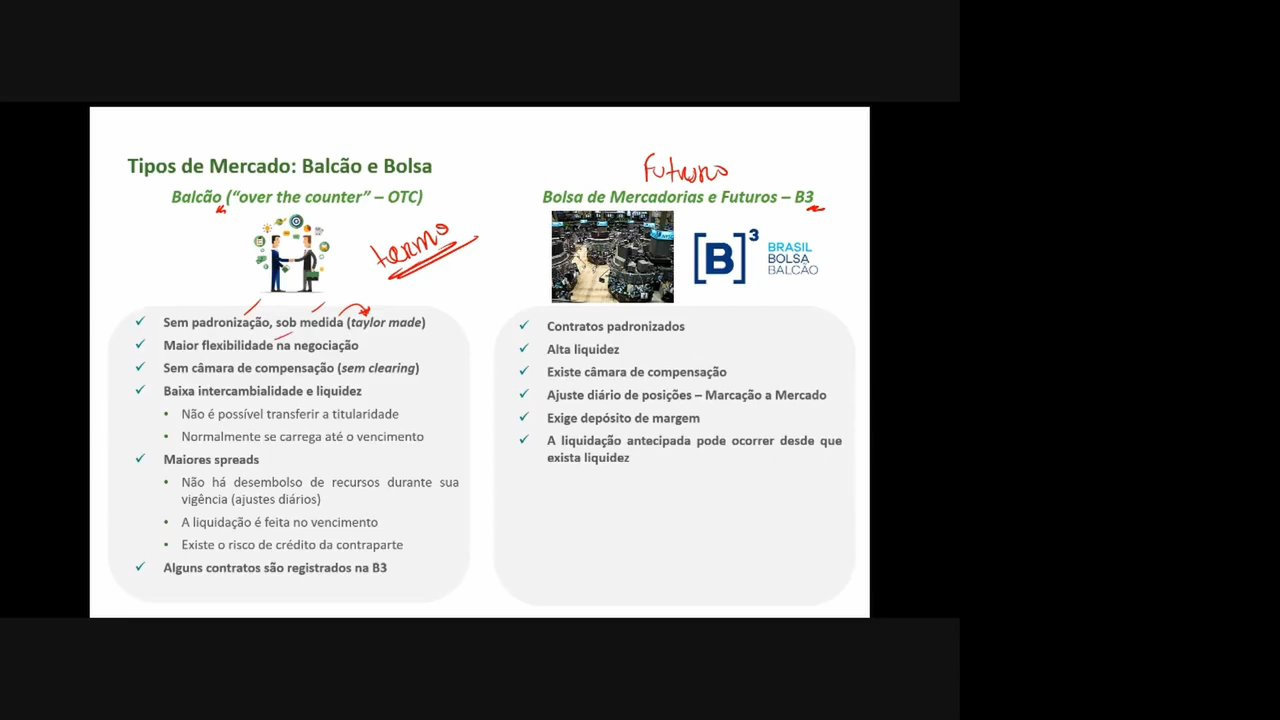 Tipos de Mercado: Balcão e Bolsa
Futuro
Balcão ("over the counter" – OTC)
termo
Sem padronização, sob medida (taylor made)
Maior flexibilidade na negociação
Sem câmara de compensação (sem clearing)
Baixa intercambialidade e liquidez
Não é possível transferir a titularidade
Normalmente se carrega até o vencimento
Maiores spreads
Não há desembolso de recursos durante sua
vigência (ajustes diários)
A liquidação é feita no vencimento
Existe o risco de crédito da contraparte
Alguns contratos são registrados na B3
Bolsa de Mercadorias e Futuros – B3
[B]³
BRASIL
BOLSA
BALCÃO
Contratos padronizados
Alta liquidez
Existe câmara de compensação
Ajuste diário de posições – Marcação a Mercado
Exige depósito de margem
A liquidação antecipada pode ocorrer desde que
exista liquidez